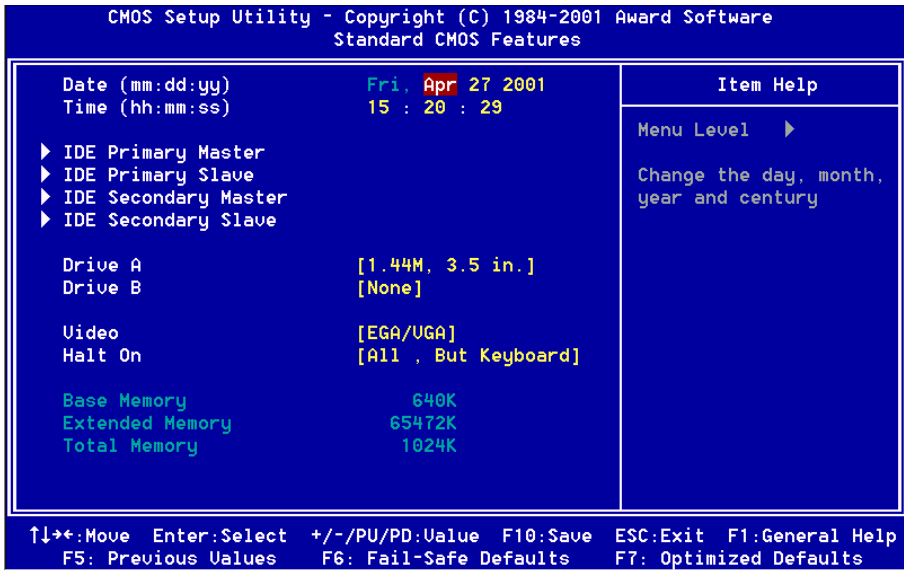 CMOS Setup Utility - Copyright (C) 1984-2001 Award Software
Standard CMOS Features
Date (mm:dd:yy) Fri, Apr 27 2001
Time (hh:mm:ss) 15 : 20 : 29
IDE Primary Master
IDE Primary Slave
IDE Secondary Master
IDE Secondary Slave
Drive A [1.44M, 3.5 in.]
Drive B [None]
Video [EGA/VGA]
Halt On [All , But Keyboard]
Base Memory 640K
Extended Memory 65472K
Total Memory 1024K
Item Help
Menu Level
Change the day, month,
year and century
↑↓→←:Move Enter:Select +/-/PU/PD:Value F10:Save ESC:Exit F1:General Help
F5: Previous Values F6: Fail-Safe Defaults F7: Optimized Defaults